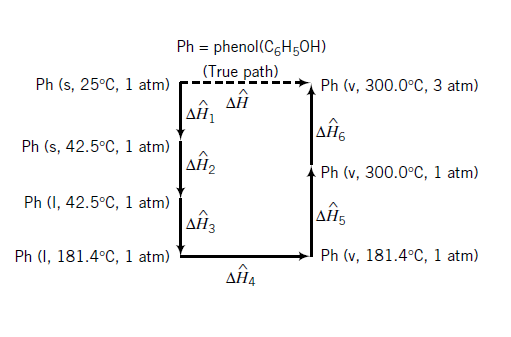 Ph = phenol(C₆H₅OH)
(True path)
Ph (s, 25°C, 1 atm)
Ph (v, 300.0°C, 3 atm)
ΔĤ
ΔĤ₁
ΔĤ₆
Ph (s, 42.5°C, 1 atm)
ΔĤ₂
Ph (v, 300.0°C, 1 atm)
Ph (l, 42.5°C, 1 atm)
ΔĤ₃
ΔĤ₅
Ph (l, 181.4°C, 1 atm)
Ph (v, 181.4°C, 1 atm)
ΔĤ₄